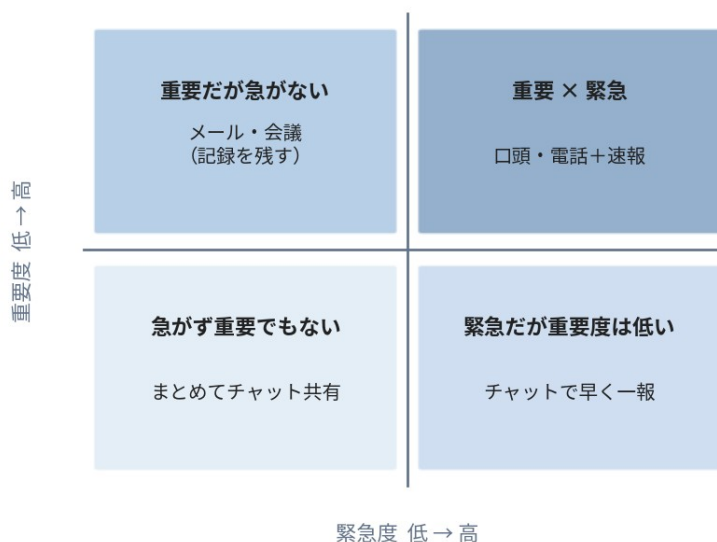 重要だが急がない
メール・会議
(記録を残す)
重要 × 緊急
口頭・電話＋速報
重要度 低 → 高
急がず重要でもない
まとめてチャット共有
緊急だが重要度は低い
チャットで早く一報
緊急度 低 → 高